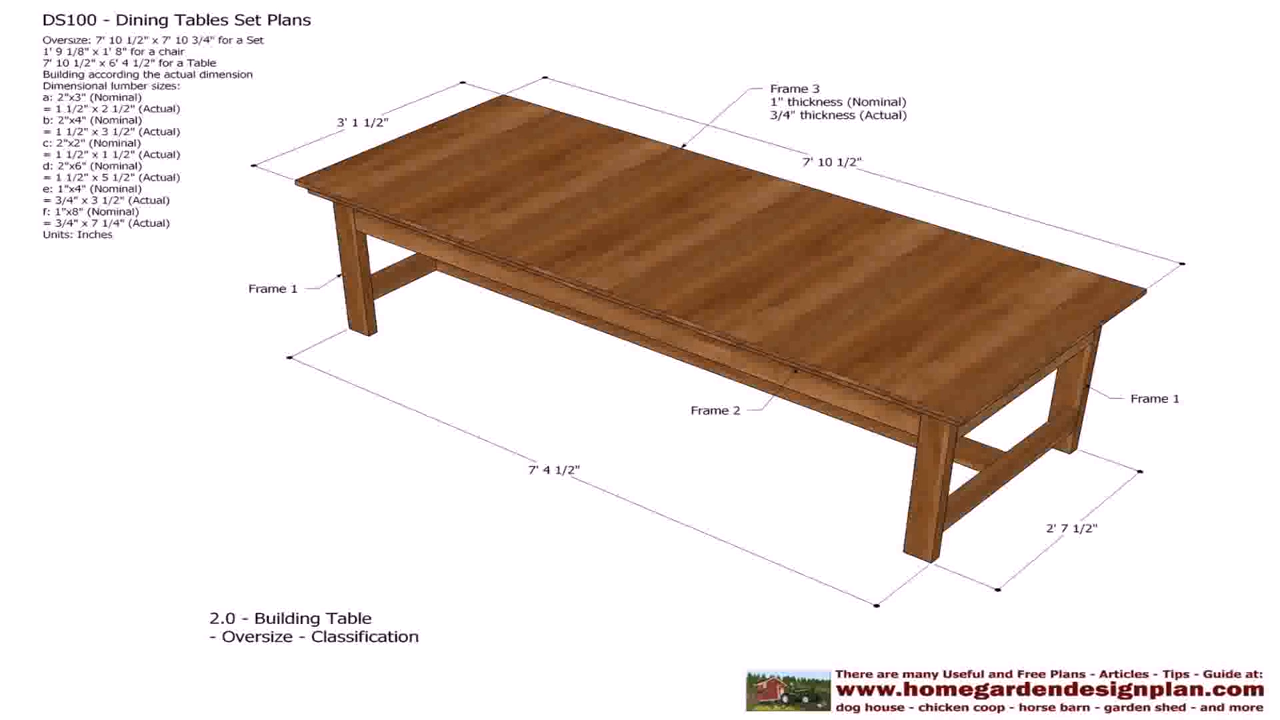 DS100 - Dining Tables Set Plans
Oversize: 7' 10 1/2" x 7' 10 3/4" for a Set
1' 9 1/8" x 1' 8" for a chair
7' 10 1/2" x 6' 4 1/2" for a Table
Building according the actual dimension
Dimensional lumber sizes:
a: 2"x3" (Nominal)
= 1 1/2" x 2 1/2" (Actual)
b: 2"x4" (Nominal)
= 1 1/2" x 3 1/2" (Actual)
c: 2"x2" (Nominal)
= 1 1/2" x 1 1/2" (Actual)
d: 2"x6" (Nominal)
= 1 1/2" x 5 1/2" (Actual)
e: 1"x4" (Nominal)
= 3/4" x 3 1/2" (Actual)
f: 1"x8" (Nominal)
= 3/4" x 7 1/4" (Actual)
Units: Inches
Frame 3
1" thickness (Nominal)
3/4" thickness (Actual)
3' 1 1/2"
7' 10 1/2"
Frame 1
Frame 1
Frame 2
7' 4 1/2"
2' 7 1/2"
2.0 - Building Table
- Oversize - Classification
There are many Useful and Free Plans - Articles - Tips - Guide at:
www.homegardendesignplan.com
dog house - chicken coop - horse barn - garden shed - and more